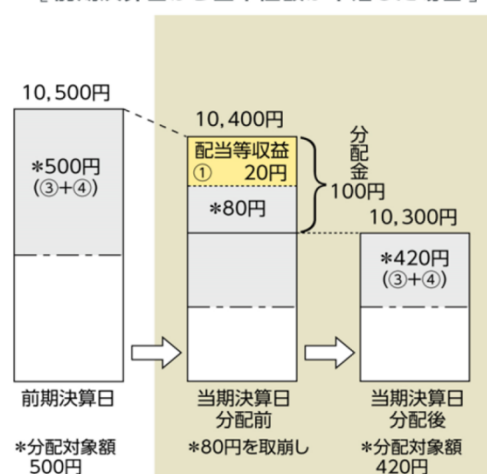 10,500円
*500円
(③+④)
前期決算日
*分配対象額
500円
10,400円
配当等収益
① 20円
*80円
分配金
100円
当期決算日
分配前
*80円を取崩し
10,300円
*420円
(③+④)
当期決算日
分配後
*分配対象額
420円